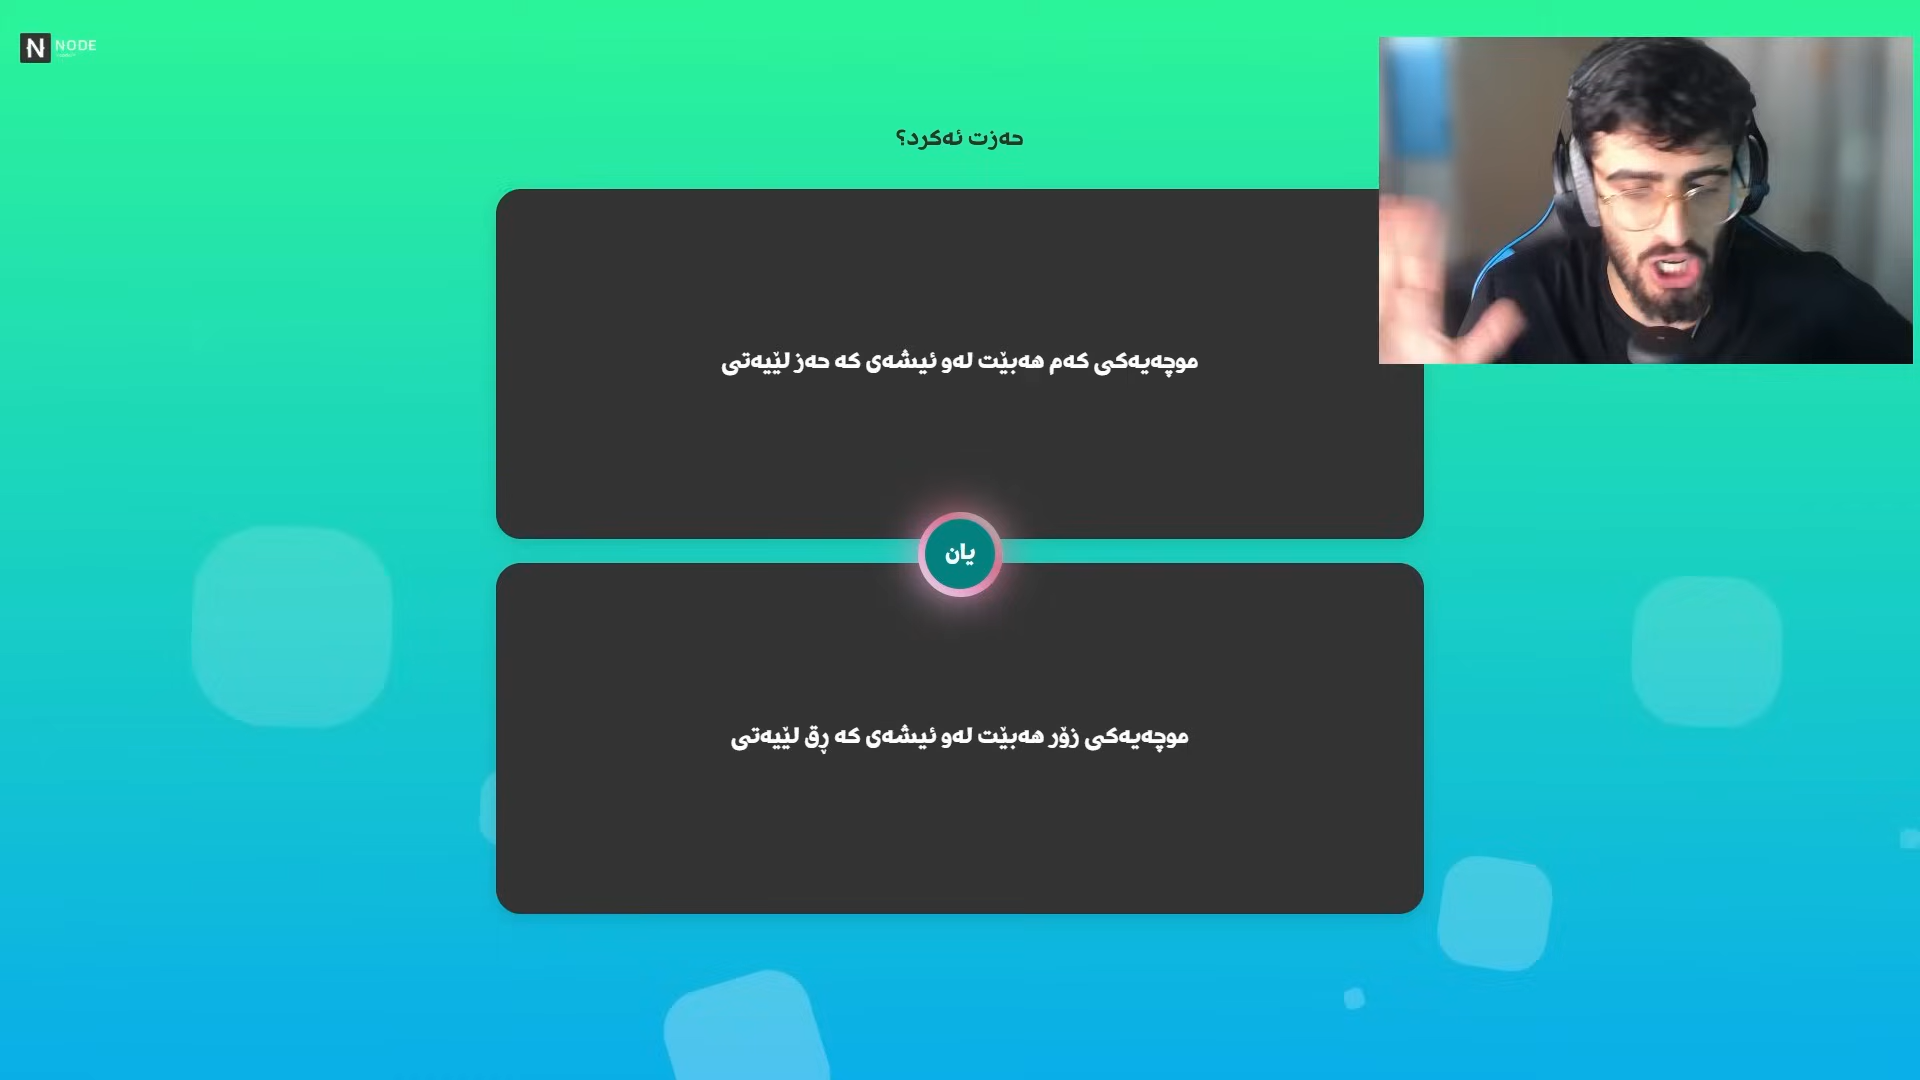 NODE
حەزت ئەکرد؟
موچەیەکی کەم هەبێت لەو ئیشەی کە حەز لێیەتی
یان
موچەیەکی زۆر هەبێت لەو ئیشەی کە ڕق لێیەتی